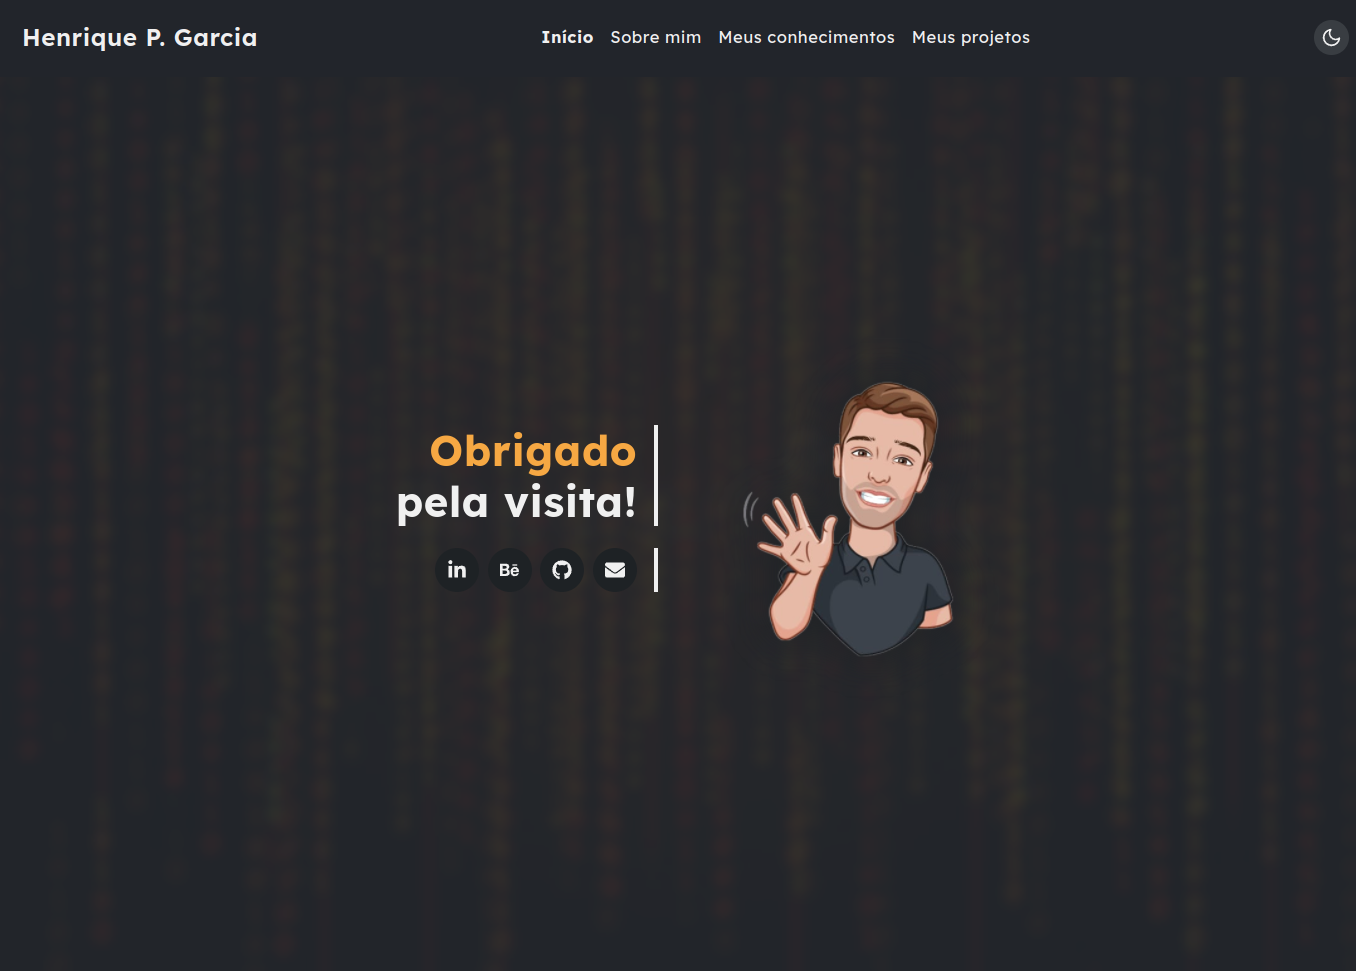 Henrique P. Garcia
Início Sobre mim Meus conhecimentos Meus projetos
Obrigado
pela visita!
in Bē